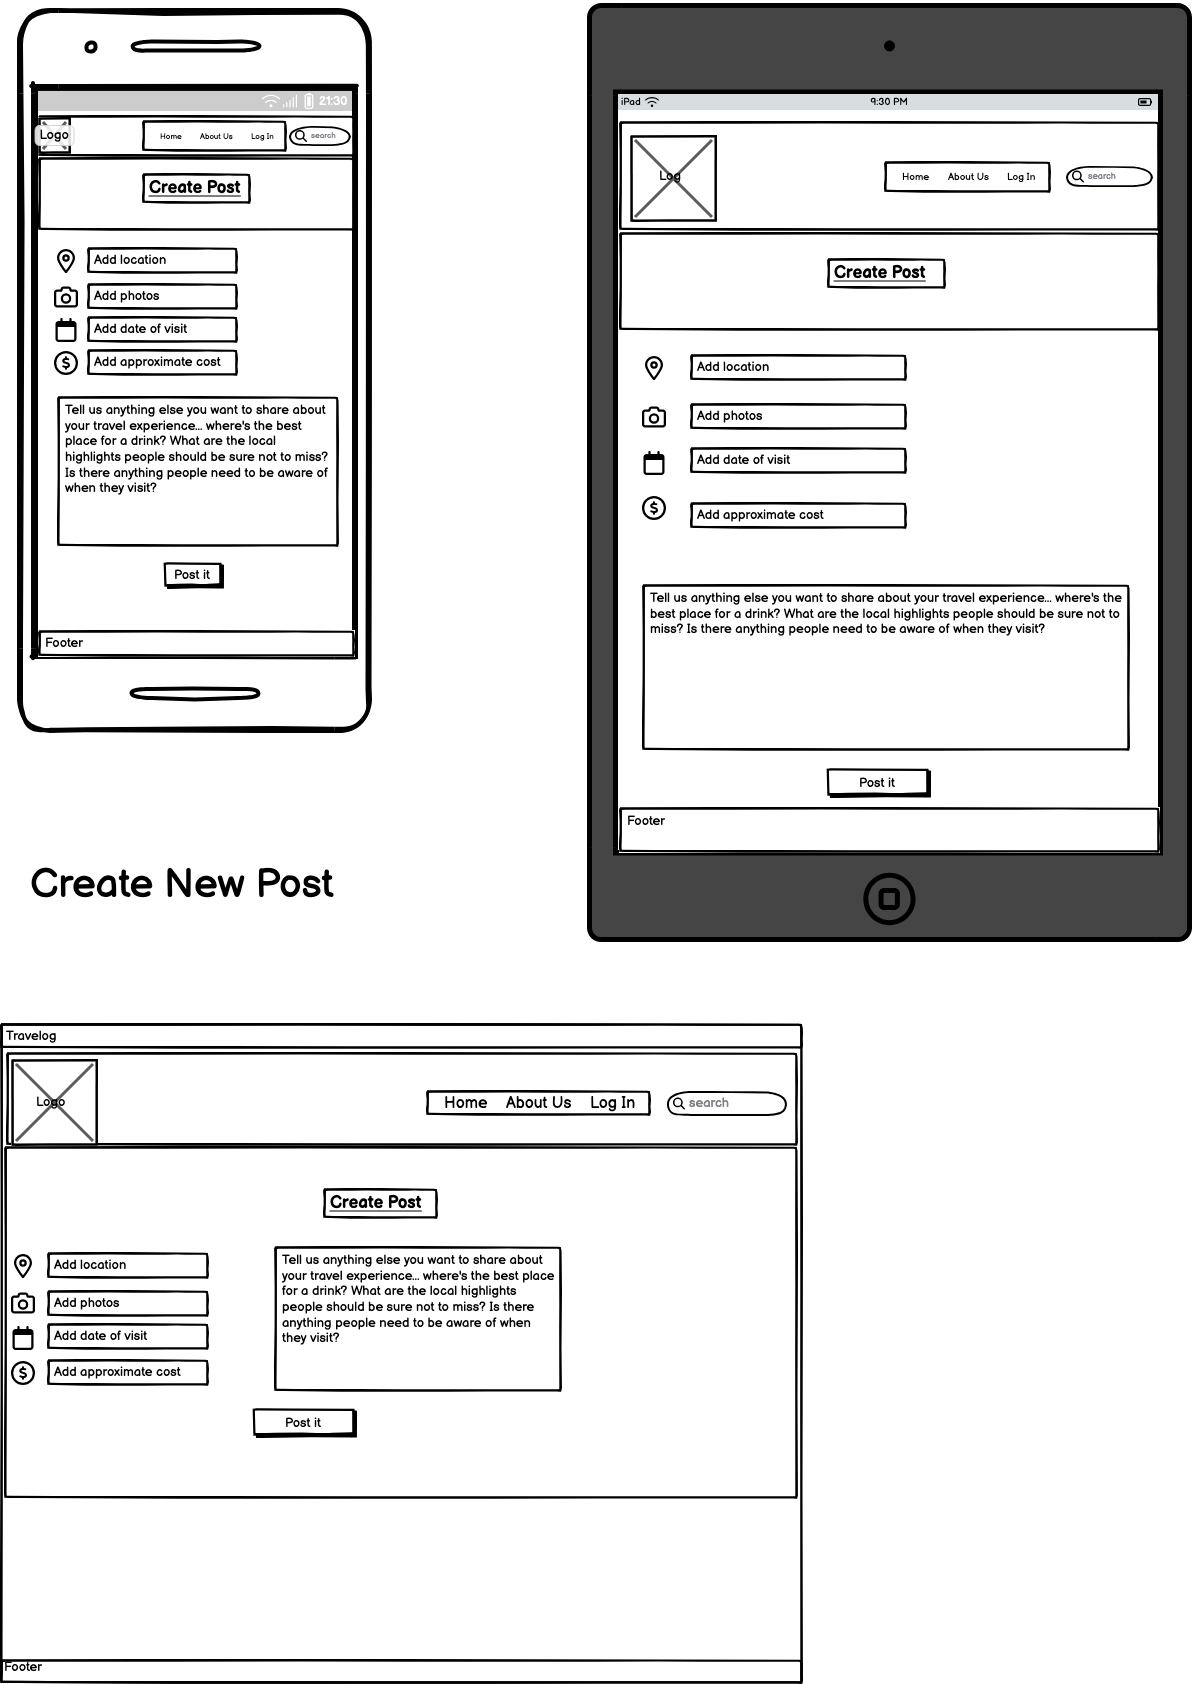 21:30
Logo
Home About Us Log In search
Create Post
Add location
Add photos
Add date of visit
Add approximate cost
Tell us anything else you want to share about
your travel experience... where's the best
place for a drink? What are the local
highlights people should be sure not to miss?
Is there anything people need to be aware of
when they visit?
Post it
Footer
iPad 9:30 PM
Log
Home About Us Log In search
Create Post
Add location
Add photos
Add date of visit
Add approximate cost
Tell us anything else you want to share about your travel experience... where's the
best place for a drink? What are the local highlights people should be sure not to
miss? Is there anything people need to be aware of when they visit?
Post it
Footer
Create New Post
Travelog
Logo
Home About Us Log In search
Create Post
Add location
Add photos
Add date of visit
Add approximate cost
Tell us anything else you want to share about
your travel experience... where's the best place
for a drink? What are the local highlights
people should be sure not to miss? Is there
anything people need to be aware of when
they visit?
Post it
Footer